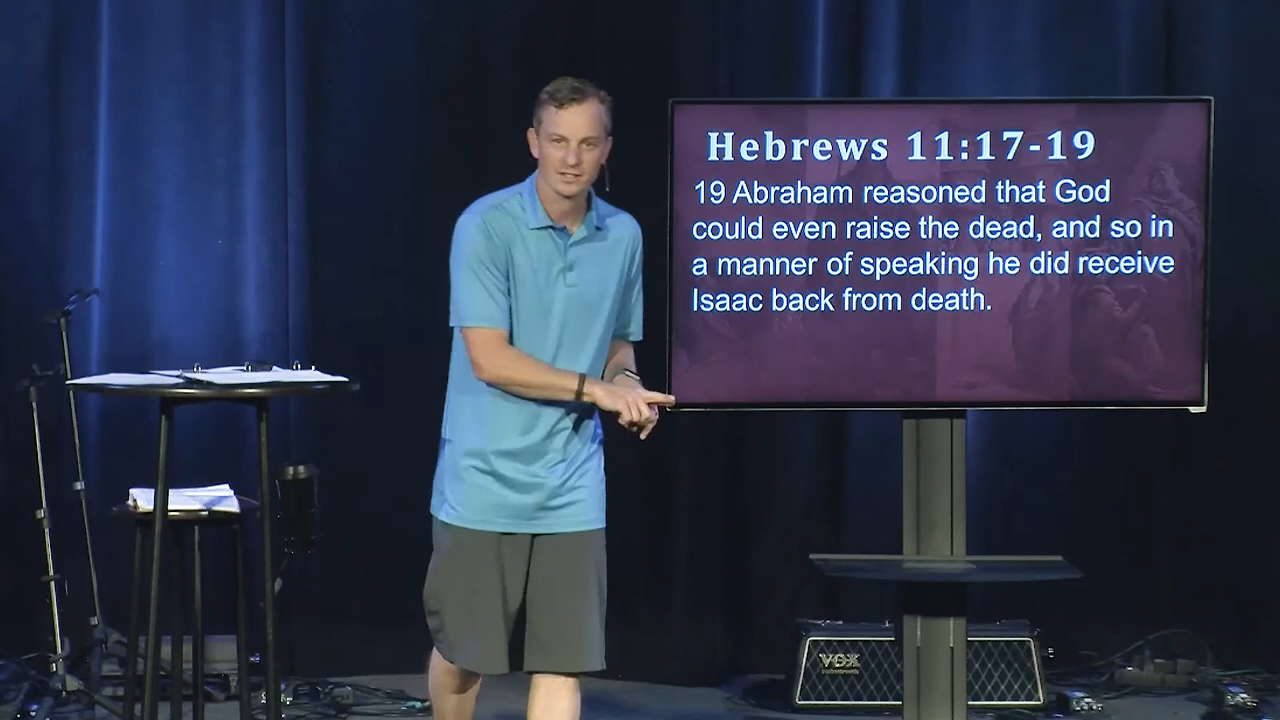 Hebrews 11:17-19
19 Abraham reasoned that God
could even raise the dead, and so in
a manner of speaking he did receive
Isaac back from death.
VOX